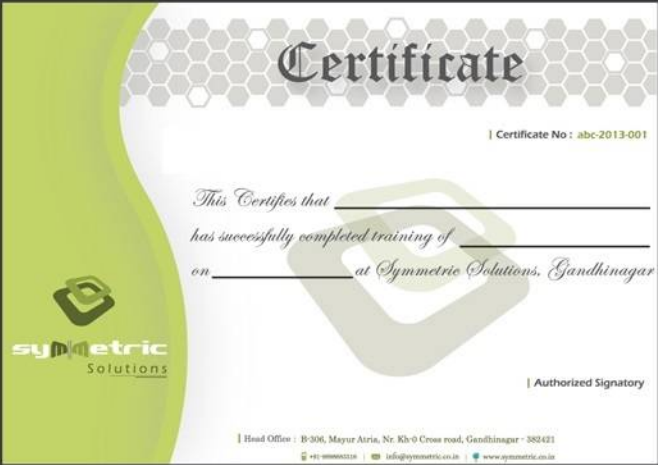 Certificate
| Certificate No : abc-2013-001
This Certifies that
has successfully completed training of
on at Symmetric Solutions, Gandhinagar
symmetric
Solutions
| Authorized Signatory
| Head Office : B-306, Mayur Atria, Nr. Kh-0 Cross road, Gandhinagar - 382421
info@symmetric.co.in | www.symmetric.co.in